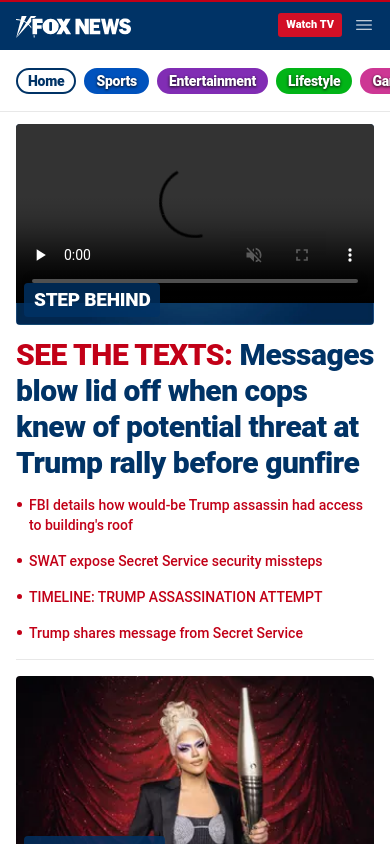 FOX NEWS
Watch TV
Home
Sports
Entertainment
Lifestyle
Ga
0:00
STEP BEHIND
SEE THE TEXTS: Messages
blow lid off when cops
knew of potential threat at
Trump rally before gunfire
• FBI details how would-be Trump assassin had access
to building's roof
• SWAT expose Secret Service security missteps
• TIMELINE: TRUMP ASSASSINATION ATTEMPT
• Trump shares message from Secret Service